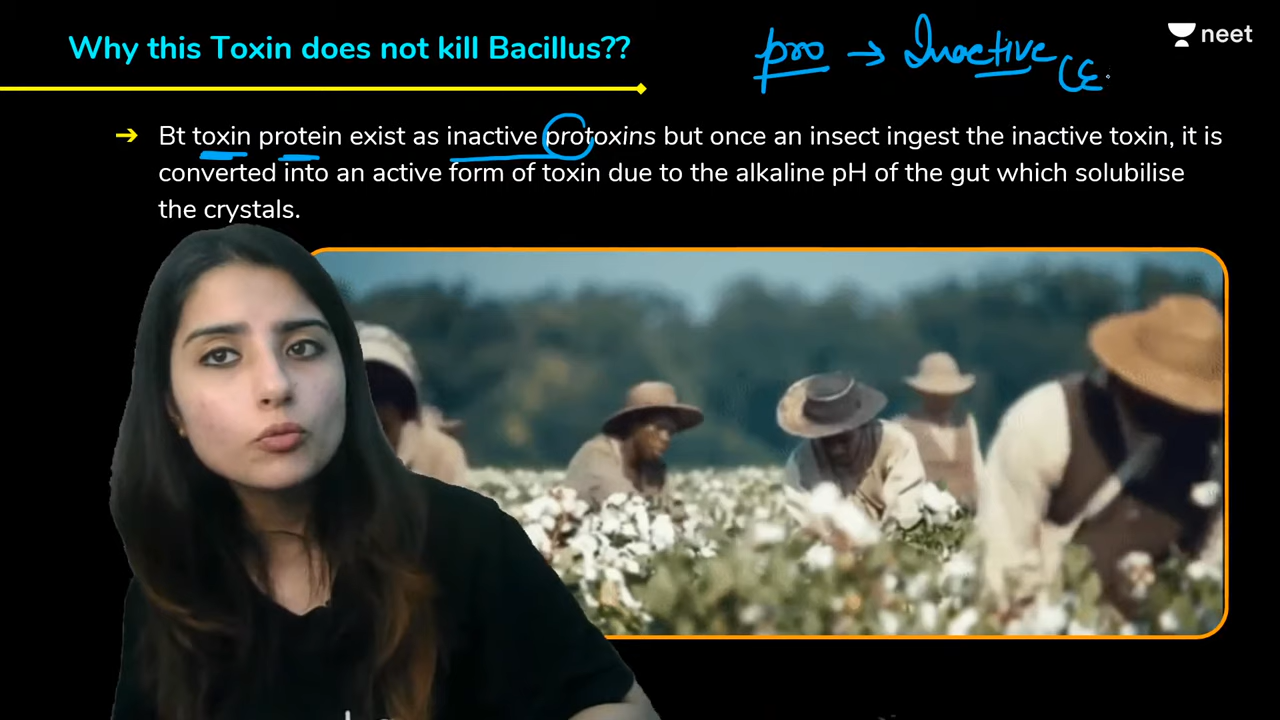 Why this Toxin does not kill Bacillus??
pro → Inactive
neet
➔ Bt toxin protein exist as inactive protoxins but once an insect ingest the inactive toxin, it is
converted into an active form of toxin due to the alkaline pH of the gut which solubilise
the crystals.